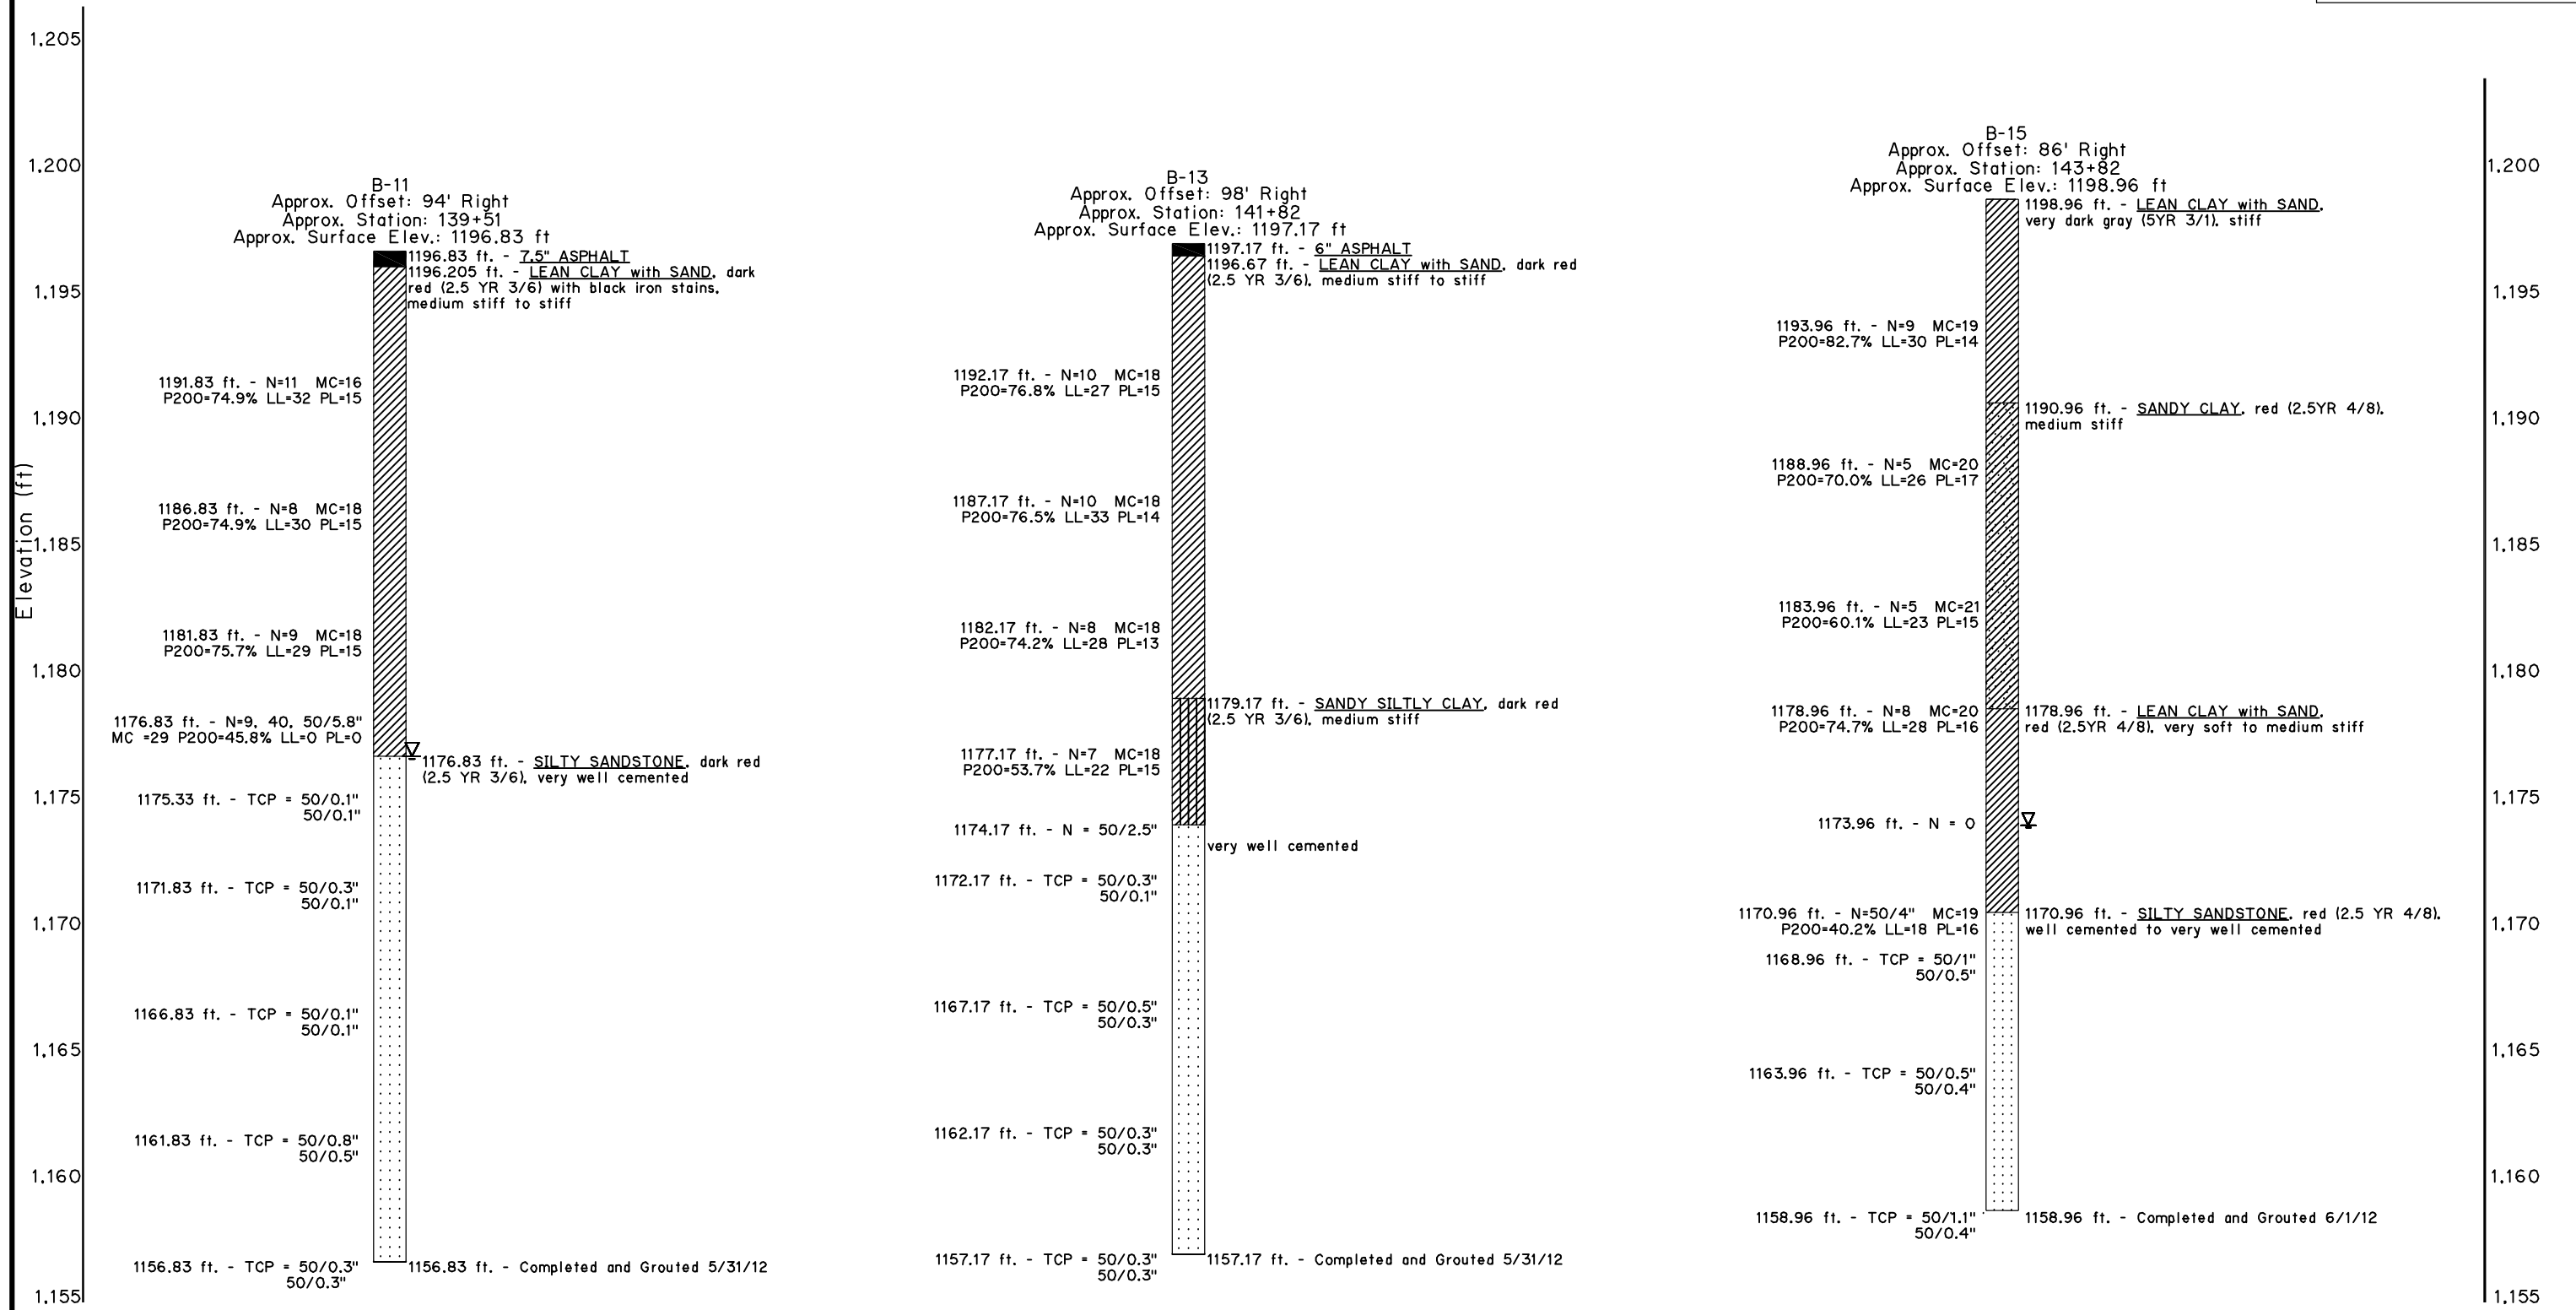 1,205
1,200
1,195
1,190
1,185
1,180
1,175
1,170
1,165
1,160
1,155
Elevation (ft)
B-11
Approx. Offset: 94' Right
Approx. Station: 139+51
Approx. Surface Elev.: 1196.83 ft
1196.83 ft. - 7.5" ASPHALT
1196.205 ft. - LEAN CLAY with SAND, dark
red (2.5 YR 3/6) with black iron stains,
medium stiff to stiff
1191.83 ft. - N=11 MC=16
P200=74.9% LL=32 PL=15
1186.83 ft. - N=8 MC=18
P200=74.9% LL=30 PL=15
1181.83 ft. - N=9 MC=18
P200=75.7% LL=29 PL=15
1176.83 ft. - N=9, 40, 50/5.8"
MC =29 P200=45.8% LL=0 PL=0
1176.83 ft. - SILTY SANDSTONE, dark red
(2.5 YR 3/6), very well cemented
1175.33 ft. - TCP = 50/0.1"
50/0.1"
1171.83 ft. - TCP = 50/0.3"
50/0.1"
1166.83 ft. - TCP = 50/0.1"
50/0.1"
1161.83 ft. - TCP = 50/0.8"
50/0.5"
1156.83 ft. - TCP = 50/0.3"
50/0.3"
1156.83 ft. - Completed and Grouted 5/31/12
B-13
Approx. Offset: 98' Right
Approx. Station: 141+82
Approx. Surface Elev.: 1197.17 ft
1197.17 ft. - 6" ASPHALT
1196.67 ft. - LEAN CLAY with SAND, dark red
(2.5 YR 3/6), medium stiff to stiff
1192.17 ft. - N=10 MC=18
P200=76.8% LL=27 PL=15
1187.17 ft. - N=10 MC=18
P200=76.5% LL=33 PL=14
1182.17 ft. - N=8 MC=18
P200=74.2% LL=28 PL=13
1179.17 ft. - SANDY SILTLY CLAY, dark red
(2.5 YR 3/6), medium stiff
1177.17 ft. - N=7 MC=18
P200=53.7% LL=22 PL=15
1174.17 ft. - N = 50/2.5"
very well cemented
1172.17 ft. - TCP = 50/0.3"
50/0.1"
1167.17 ft. - TCP = 50/0.5"
50/0.3"
1162.17 ft. - TCP = 50/0.3"
50/0.3"
1157.17 ft. - TCP = 50/0.3"
50/0.3"
1157.17 ft. - Completed and Grouted 5/31/12
B-15
Approx. Offset: 86' Right
Approx. Station: 143+82
Approx. Surface Elev.: 1198.96 ft
1198.96 ft. - LEAN CLAY with SAND,
very dark gray (5YR 3/1), stiff
1193.96 ft. - N=9 MC=19
P200=82.7% LL=30 PL=14
1190.96 ft. - SANDY CLAY, red (2.5YR 4/8),
medium stiff
1188.96 ft. - N=5 MC=20
P200=70.0% LL=26 PL=17
1183.96 ft. - N=5 MC=21
P200=60.1% LL=23 PL=15
1178.96 ft. - N=8 MC=20
P200=74.7% LL=28 PL=16
1178.96 ft. - LEAN CLAY with SAND,
red (2.5YR 4/8), very soft to medium stiff
1173.96 ft. - N = 0
1170.96 ft. - N=50/4" MC=19
P200=40.2% LL=18 PL=16
1170.96 ft. - SILTY SANDSTONE, red (2.5 YR 4/8),
well cemented to very well cemented
1168.96 ft. - TCP = 50/1"
50/0.5"
1163.96 ft. - TCP = 50/0.5"
50/0.4"
1158.96 ft. - TCP = 50/1.1"
50/0.4"
1158.96 ft. - Completed and Grouted 6/1/12
1,200
1,195
1,190
1,185
1,180
1,175
1,170
1,165
1,160
1,155